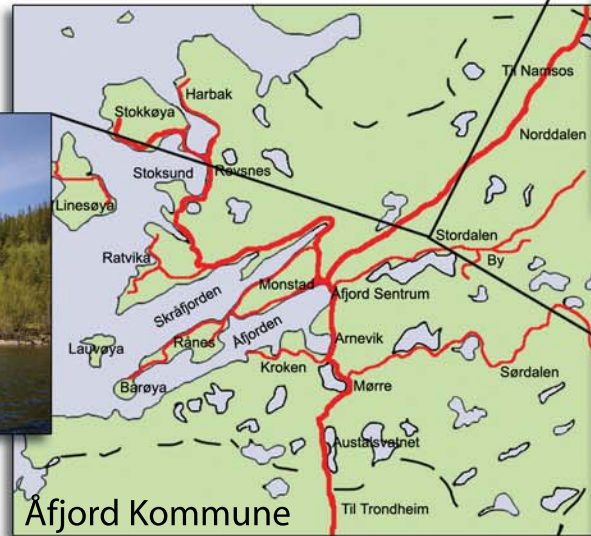 Harbak
Til Namsos
Stokkøya
Norddalen
Stoksund
Revsnes
Linesøya
Stordalen
By
Ratvika
Monstad
Åfjord Sentrum
Skråfjorden
Åfjorden
Arnevik
Rånes
Lauvøya
Kroken
Sørdalen
Barøya
Mørre
Austalsvatnet
Til Trondheim
Åfjord Kommune